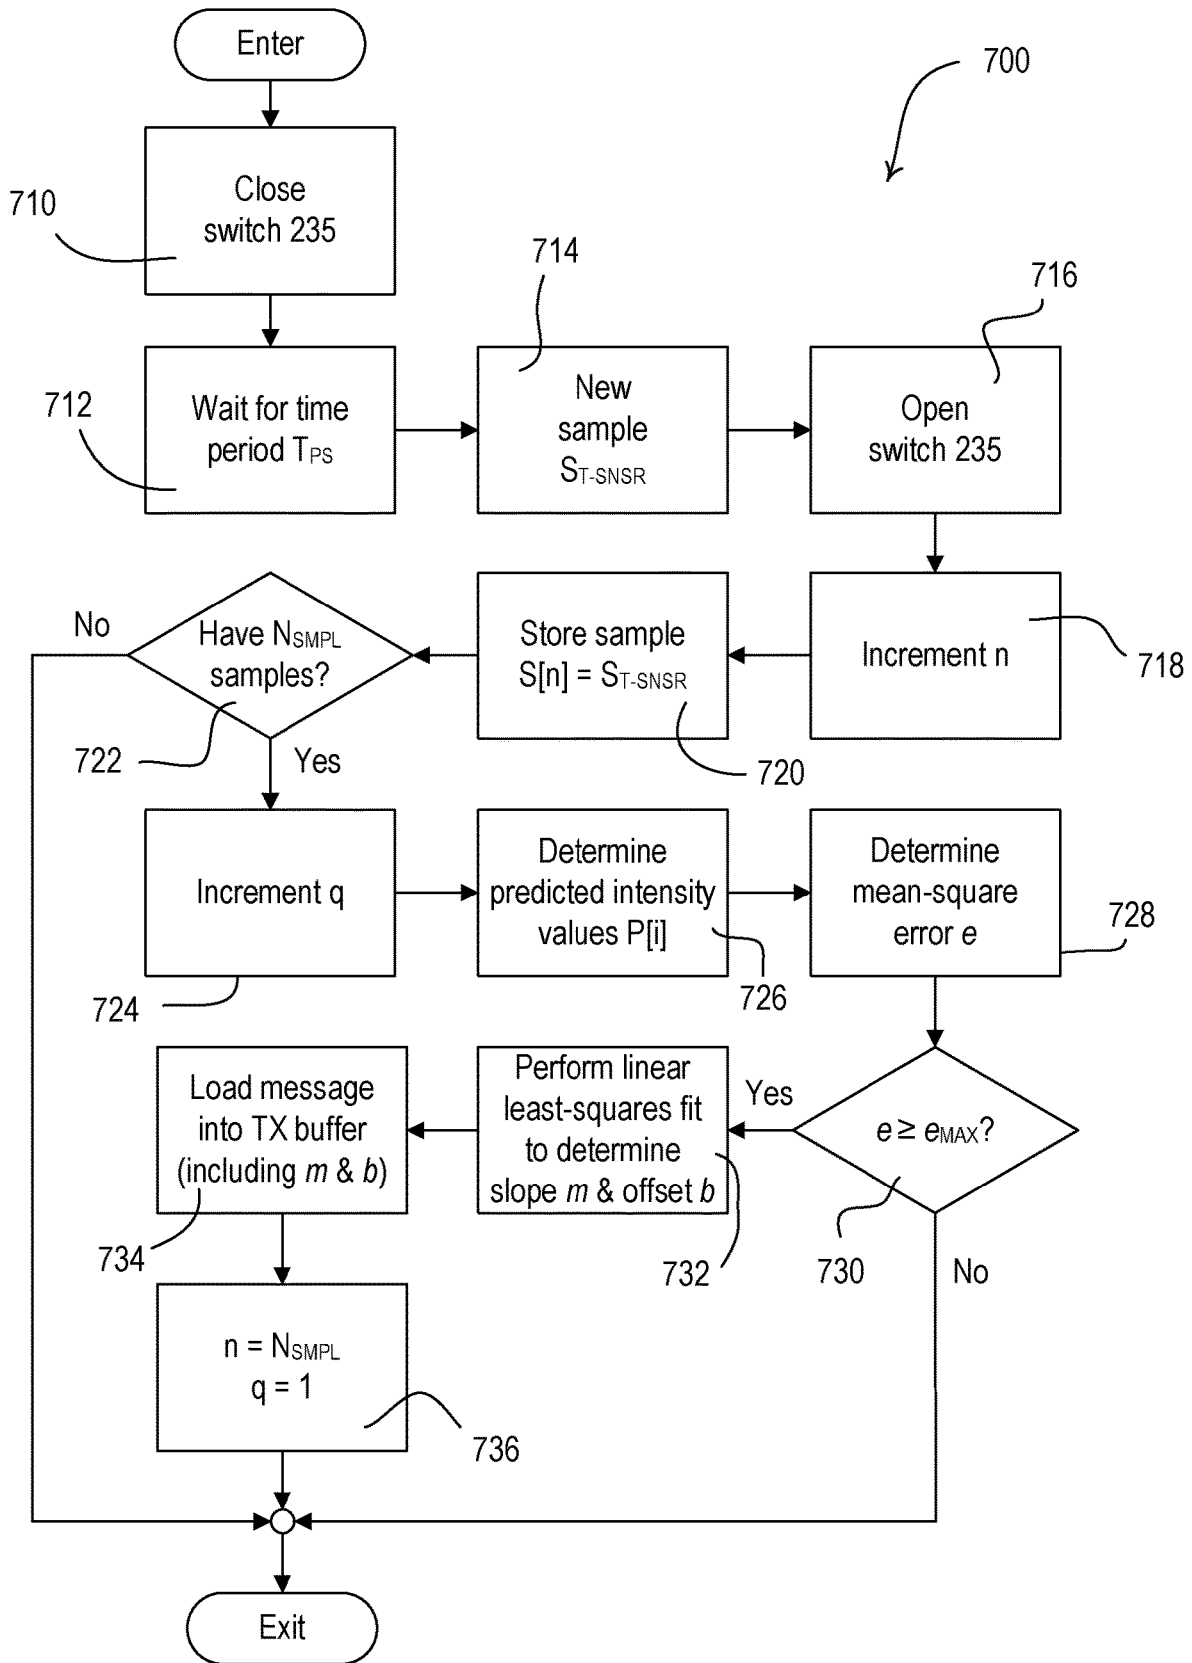 Enter
700
Close
switch 235
710
714
716
Wait for time
period TPS
712
New
sample
ST-SNSR
Open
switch 235
No
Have NSMPL
samples?
722
Yes
Store sample
S[n] = ST-SNSR
720
Increment n
718
Increment q
724
Determine
predicted intensity
values P[i]
726
Determine
mean-square
error e
728
Load message
into TX buffer
(including m & b)
734
Perform linear
least-squares fit
to determine
slope m & offset b
732
Yes
e ≥ eMAX?
730
No
n = NSMPL
q = 1
736
Exit